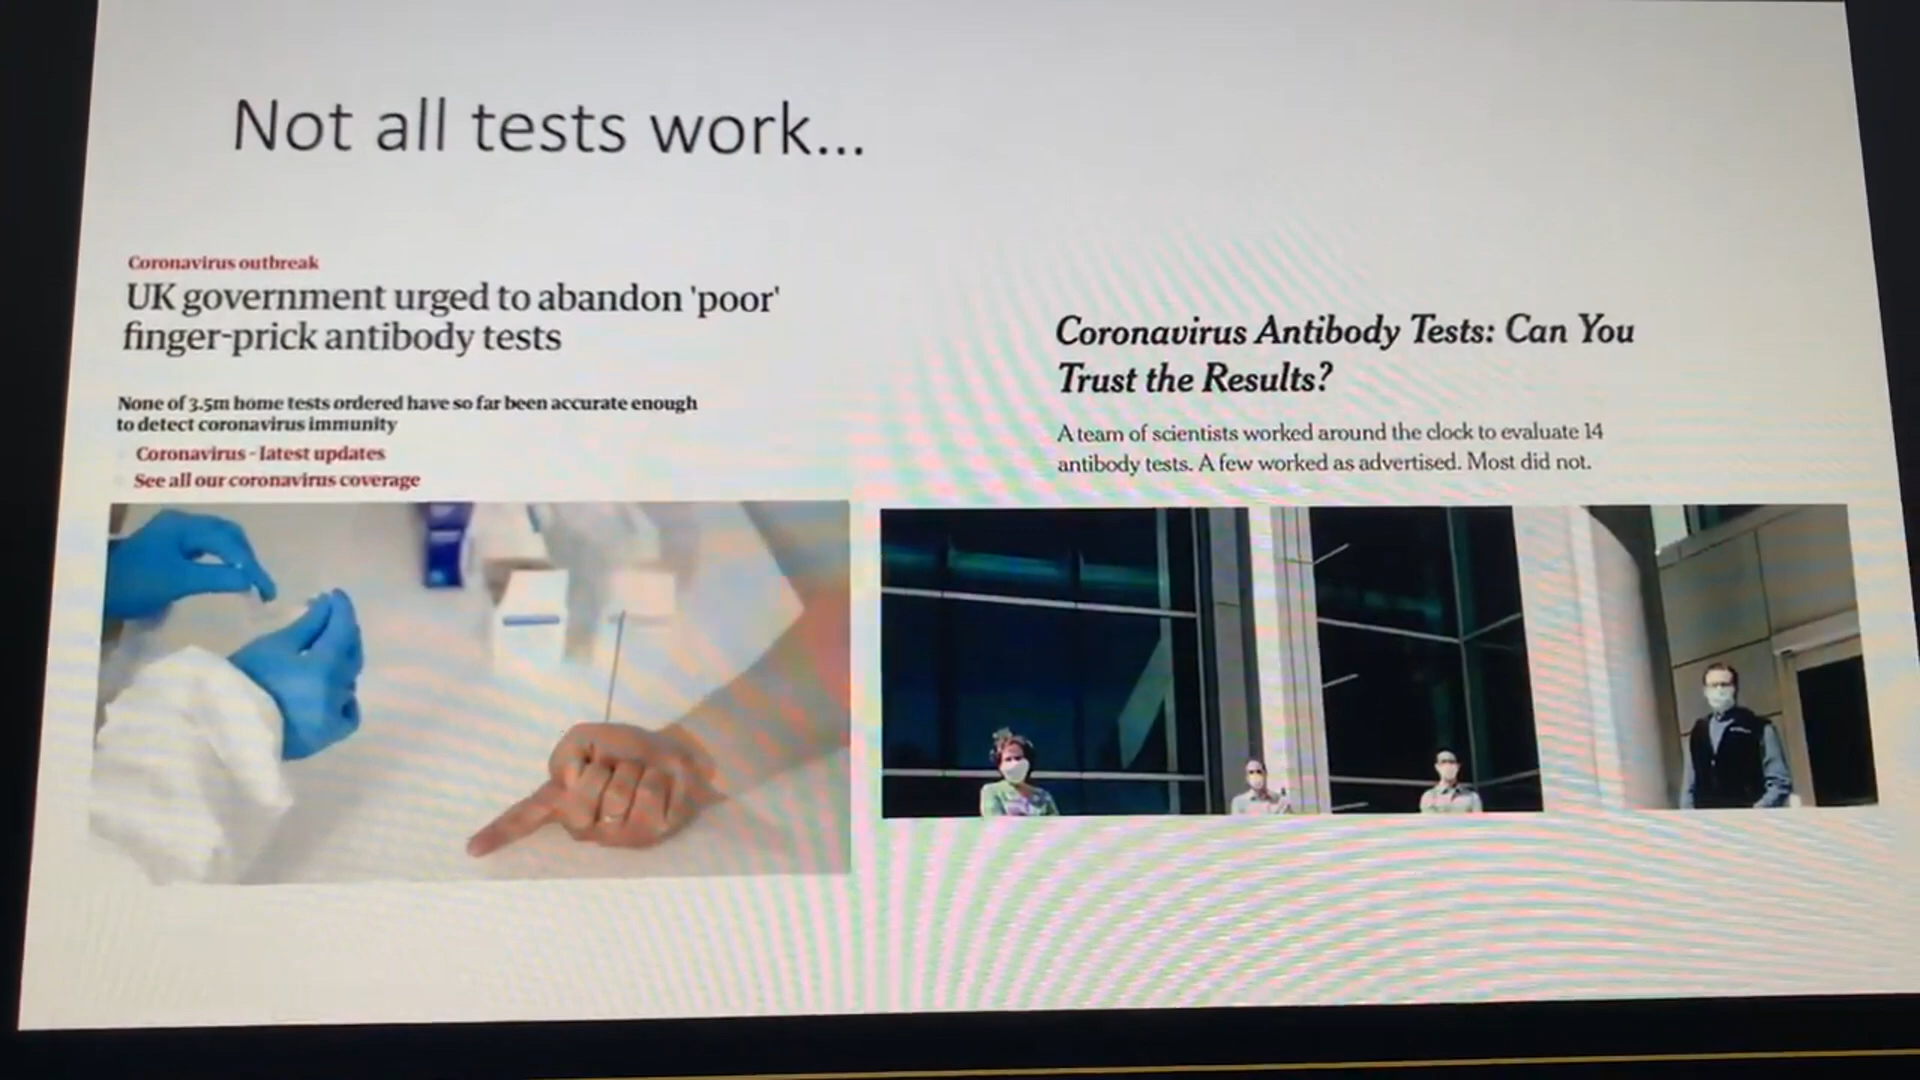 Not all tests work...
Coronavirus outbreak
UK government urged to abandon 'poor'
finger-prick antibody tests
None of 3.5m home tests ordered have so far been accurate enough
to detect coronavirus immunity
Coronavirus - latest updates
See all our coronavirus coverage
Coronavirus Antibody Tests: Can You
Trust the Results?
A team of scientists worked around the clock to evaluate 14
antibody tests. A few worked as advertised. Most did not.